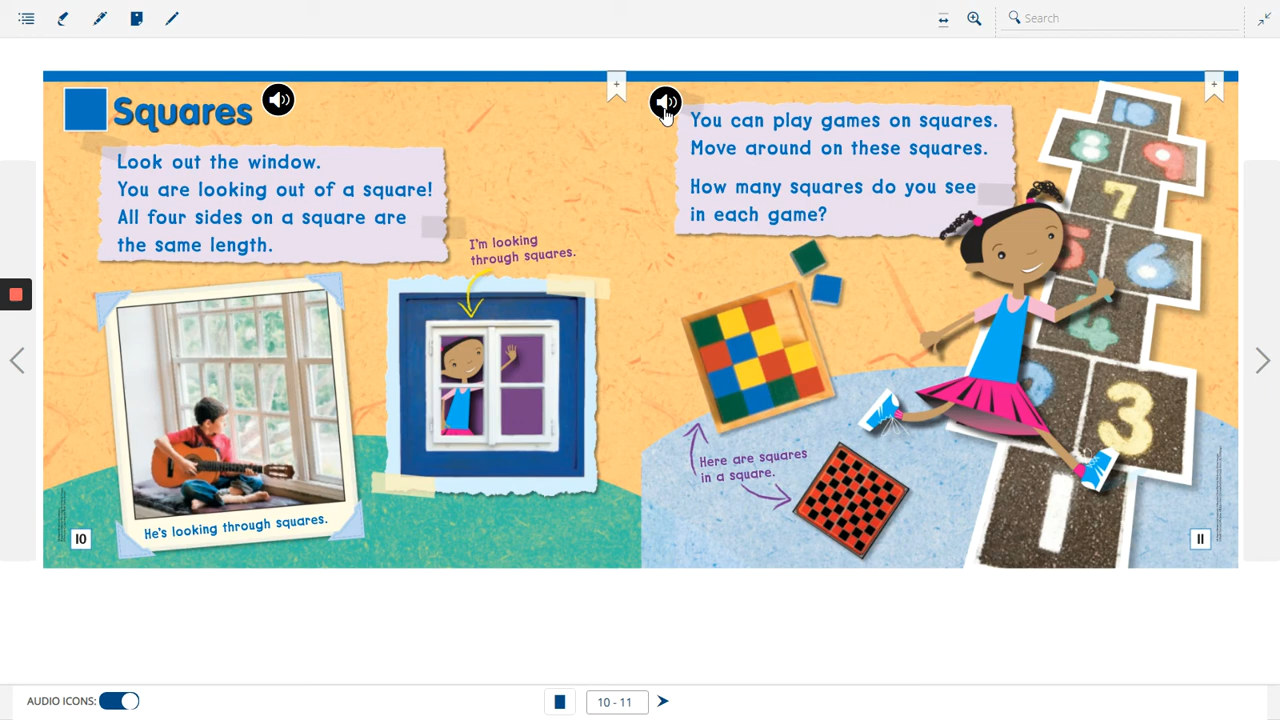 Search
Squares
Look out the window.
You are looking out of a square!
All four sides on a square are
the same length.
I'm looking
through squares.
He's looking through squares.
10
You can play games on squares.
Move around on these squares.
How many squares do you see
in each game?
Here are squares
in a square.
10
8 9
7
5 6
4
3
1
11
AUDIO ICONS:
10 - 11